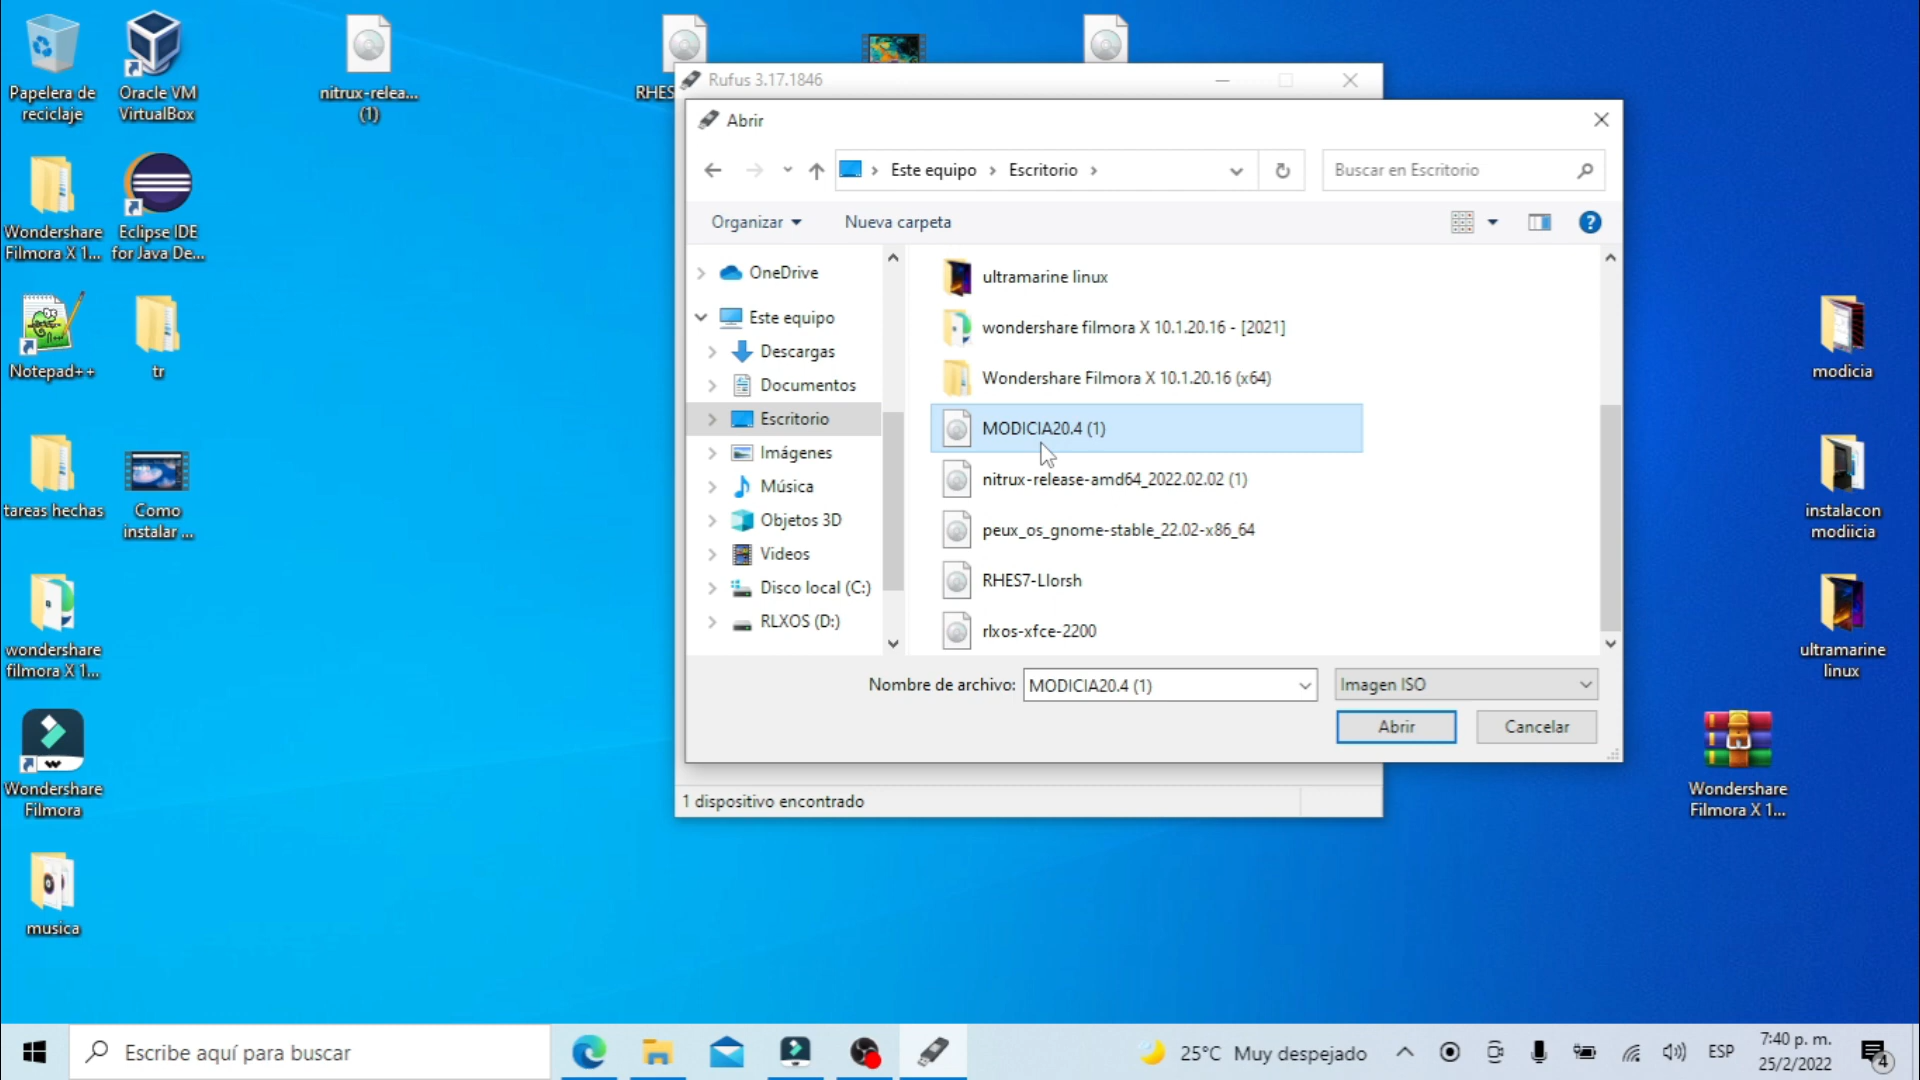 Papelera de
reciclaje
Oracle VM
VirtualBox
nitrux-relea...
(1)
RHES
Wondershare
Filmora X 1...
Eclipse IDE
for Java De...
Notepad++
tr
tareas hechas
Como
instalar ...
wondershare
filmora X 1...
Wondershare
Filmora
musica
Rufus 3.17.1846
Abrir
Este equipo
Escritorio
Buscar en Escritorio
Organizar
Nueva carpeta
OneDrive
Este equipo
Descargas
Documentos
Escritorio
Imágenes
Música
Objetos 3D
Videos
Disco local (C:)
RLXOS (D:)
ultramarine linux
wondershare filmora X 10.1.20.16 - [2021]
Wondershare Filmora X 10.1.20.16 (x64)
MODICIA20.4 (1)
nitrux-release-amd64_2022.02.02 (1)
peux_os_gnome-stable_22.02-x86_64
RHES7-Llorsh
rlxos-xfce-2200
Nombre de archivo:
MODICIA20.4 (1)
Imagen ISO
Abrir
Cancelar
1 dispositivo encontrado
modicia
instalacon
modiicia
ultramarine
linux
Wondershare
Filmora X 1...
Escribe aquí para buscar
25°C Muy despejado
ESP
7:40 p. m.
25/2/2022
4